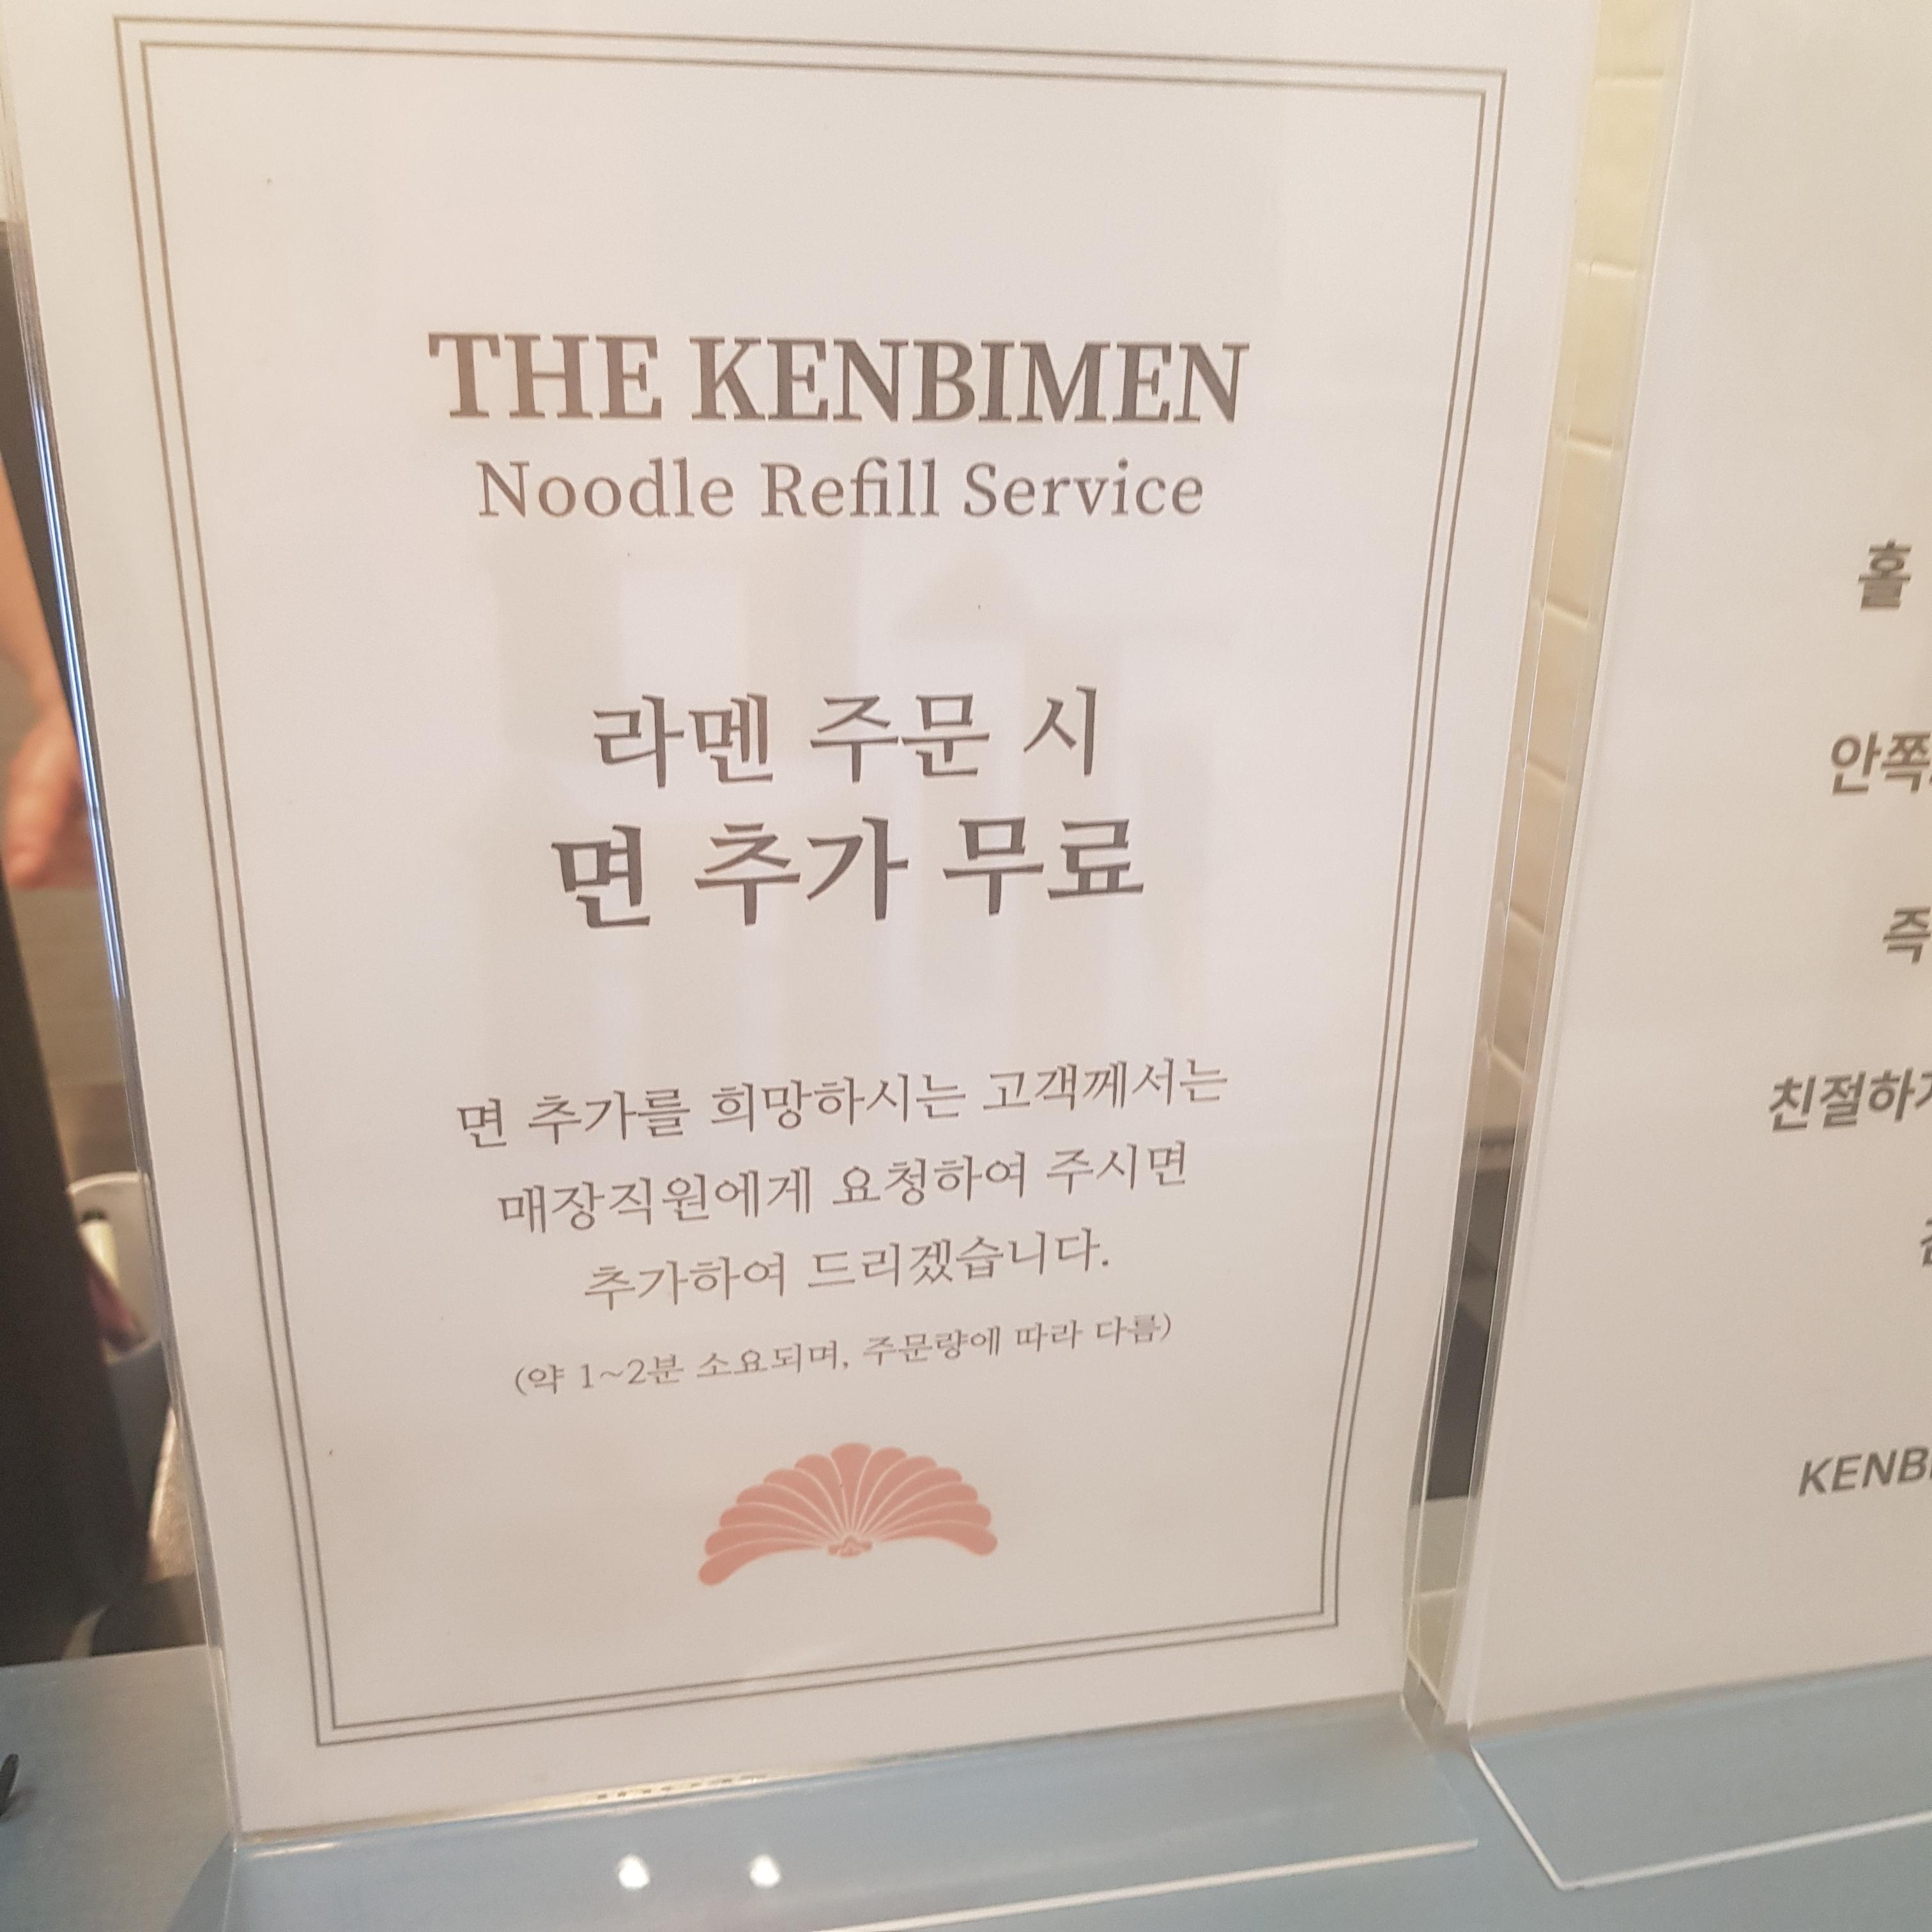 THE KENBIMEN
Noodle Refill Service
라멘 주문 시
면 추가 무료
면 추가를 희망하시는 고객께서는
매장직원에게 요청하여 주시면
추가하여 드리겠습니다.
(약 1~2분 소요되며, 주문량에 따라 다름)
홀
안쪽
즉
친절하
KENB